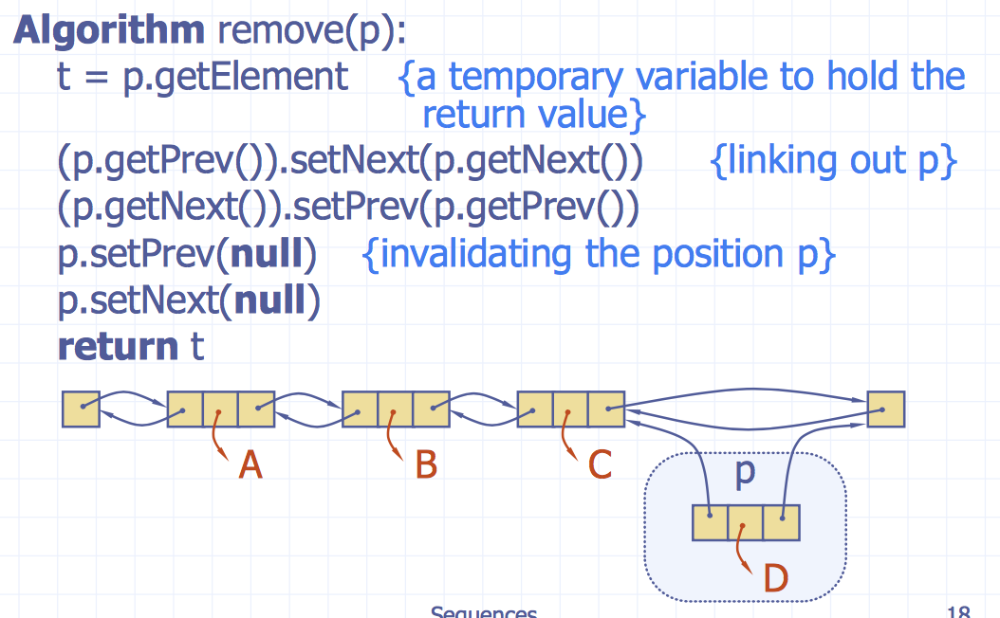 Algorithm remove(p):
t = p.getElement {a temporary variable to hold the
return value}
(p.getPrev()).setNext(p.getNext()) {linking out p}
(p.getNext()).setPrev(p.getPrev())
p.setPrev(null) {invalidating the position p}
p.setNext(null)
return t
A B C
p
D
Sequences 18